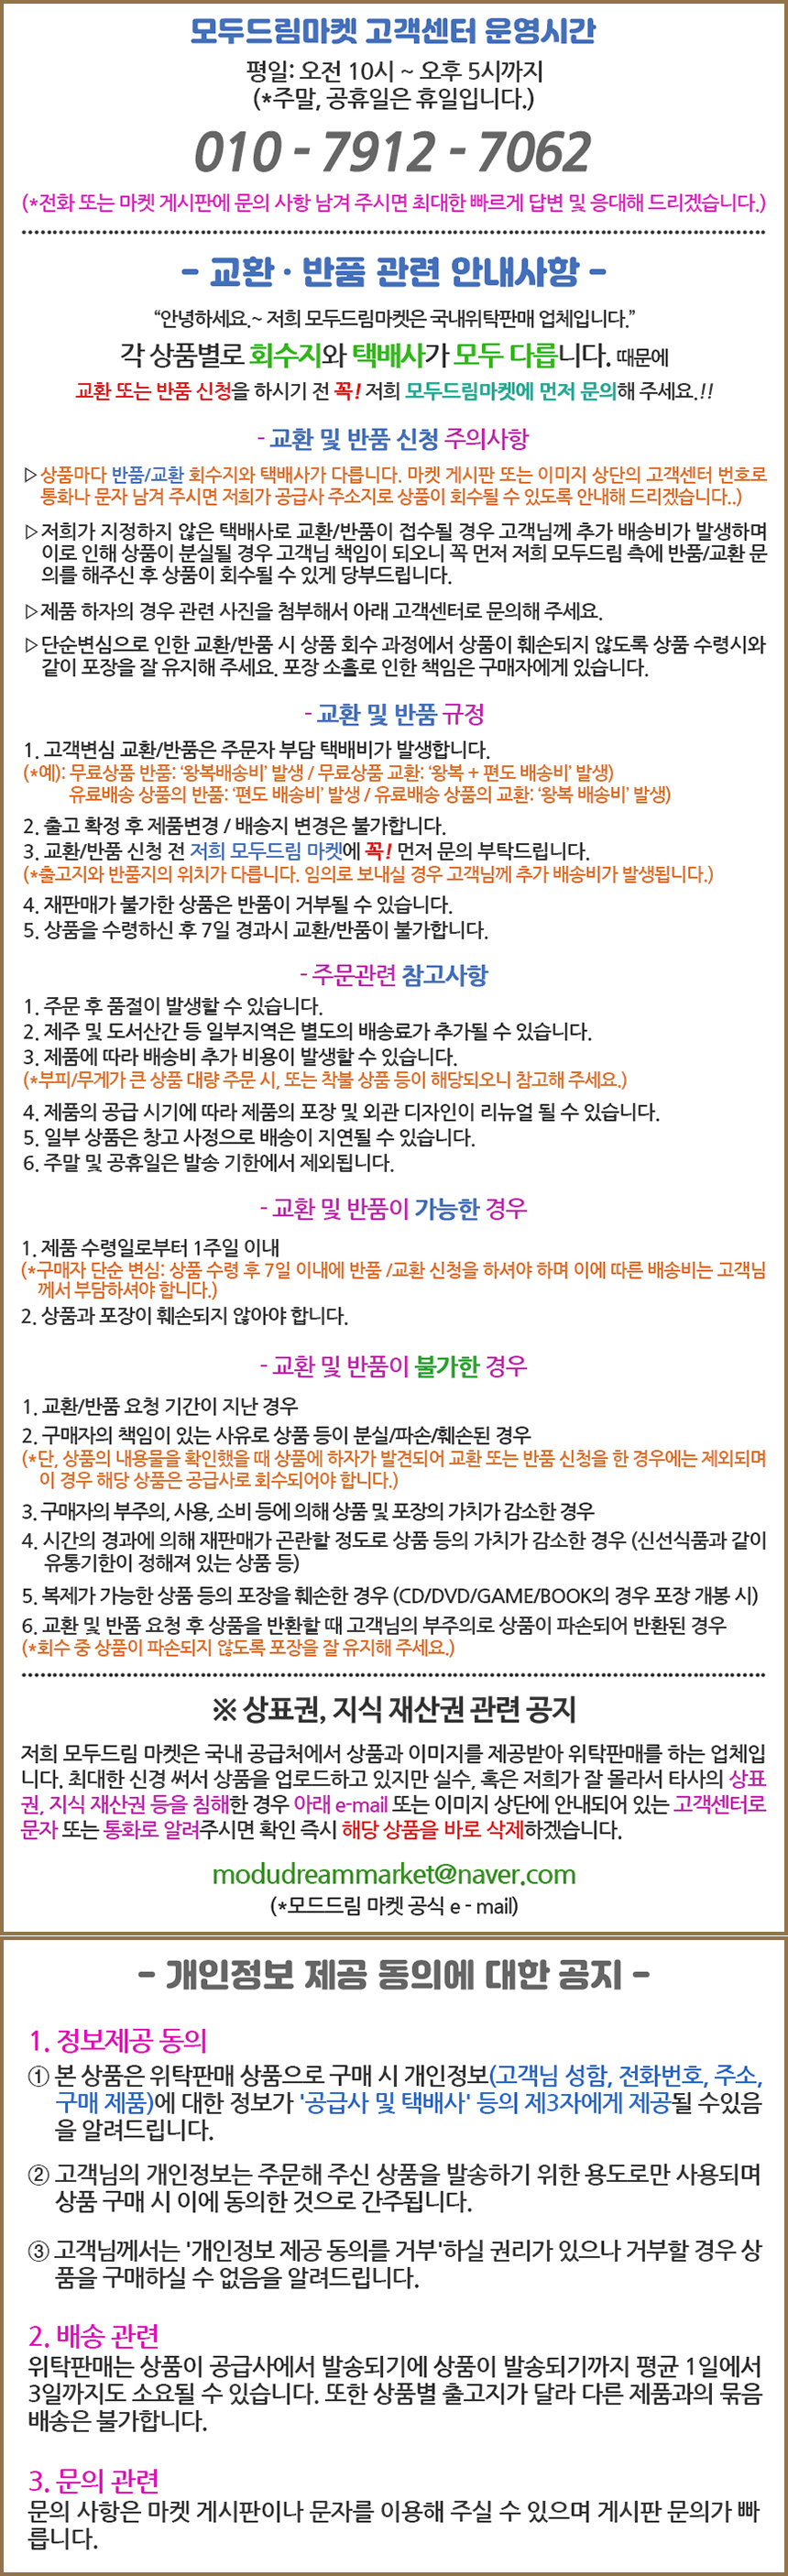 모두드림마켓 고객센터 운영시간
평일: 오전 10시 ~ 오후 5시까지
(*주말, 공휴일은 휴일입니다.)
010 - 7912 - 7062
(*전화 또는 마켓 게시판에 문의 사항 남겨 주시면 최대한 빠르게 답변 및 응대해 드리겠습니다.)
- 교환 · 반품 관련 안내사항 -
“안녕하세요.~ 저희 모두드림마켓은 국내위탁판매 업체입니다.”
각 상품별로 회수지와 택배사가 모두 다릅니다. 때문에
교환 또는 반품 신청을 하시기 전 꼭! 저희 모두드림마켓에 먼저 문의해 주세요.!!
- 교환 및 반품 신청 주의사항
▷상품마다 반품/교환 회수지와 택배사가 다릅니다. 마켓 게시판 또는 이미지 상단의 고객센터 번호로
통화나 문자 남겨 주시면 저희가 공급사 주소지로 상품이 회수될 수 있도록 안내해 드리겠습니다..)
▷저희가 지정하지 않은 택배사로 교환/반품이 접수될 경우 고객님께 추가 배송비가 발생하며
이로 인해 상품이 분실될 경우 고객님 책임이 되오니 꼭 먼저 저희 모두드림 측에 반품/교환 문
의를 해주신 후 상품이 회수될 수 있게 당부드립니다.
▷제품 하자의 경우 관련 사진을 첨부해서 아래 고객센터로 문의해 주세요.
▷단순변심으로 인한 교환/반품 시 상품 회수 과정에서 상품이 훼손되지 않도록 상품 수령시와
같이 포장을 잘 유지해 주세요. 포장 소홀로 인한 책임은 구매자에게 있습니다.
- 교환 및 반품 규정
1. 고객변심 교환/반품은 주문자 부담 택배비가 발생합니다.
(*예): 무료상품 반품: ‘왕복배송비’ 발생 / 무료상품 교환: ‘왕복 + 편도 배송비’ 발생)
유료배송 상품의 반품: ‘편도 배송비’ 발생 / 유료배송 상품의 교환: ‘왕복 배송비’ 발생)
2. 출고 확정 후 제품변경 / 배송지 변경은 불가합니다.
3. 교환/반품 신청 전 저희 모두드림 마켓에 꼭! 먼저 문의 부탁드립니다.
(*출고지와 반품지의 위치가 다릅니다. 임의로 보내실 경우 고객님께 추가 배송비가 발생됩니다.)
4. 재판매가 불가한 상품은 반품이 거부될 수 있습니다.
5. 상품을 수령하신 후 7일 경과시 교환/반품이 불가합니다.
- 주문관련 참고사항
1. 주문 후 품절이 발생할 수 있습니다.
2. 제주 및 도서산간 등 일부지역은 별도의 배송료가 추가될 수 있습니다.
3. 제품에 따라 배송비 추가 비용이 발생할 수 있습니다.
(*부피/무게가 큰 상품 대량 주문 시, 또는 착불 상품 등이 해당되오니 참고해 주세요.)
4. 제품의 공급 시기에 따라 제품의 포장 및 외관 디자인이 리뉴얼 될 수 있습니다.
5. 일부 상품은 창고 사정으로 배송이 지연될 수 있습니다.
6. 주말 및 공휴일은 발송 기한에서 제외됩니다.
- 교환 및 반품이 가능한 경우
1. 제품 수령일로부터 1주일 이내
(*구매자 단순 변심: 상품 수령 후 7일 이내에 반품 /교환 신청을 하셔야 하며 이에 따른 배송비는 고객님
께서 부담하셔야 합니다.)
2. 상품과 포장이 훼손되지 않아야 합니다.
- 교환 및 반품이 불가한 경우
1. 교환/반품 요청 기간이 지난 경우
2. 구매자의 책임이 있는 사유로 상품 등이 분실/파손/훼손된 경우
(*단, 상품의 내용물을 확인했을 때 상품에 하자가 발견되어 교환 또는 반품 신청을 한 경우에는 제외되며
이 경우 해당 상품은 공급사로 회수되어야 합니다.)
3. 구매자의 부주의, 사용, 소비 등에 의해 상품 및 포장의 가치가 감소한 경우
4. 시간의 경과에 의해 재판매가 곤란할 정도로 상품 등의 가치가 감소한 경우 (신선식품과 같이
유통기한이 정해져 있는 상품 등)
5. 복제가 가능한 상품 등의 포장을 훼손한 경우 (CD/DVD/GAME/BOOK의 경우 포장 개봉 시)
6. 교환 및 반품 요청 후 상품을 반환할 때 고객님의 부주의로 상품이 파손되어 반환된 경우
(*회수 중 상품이 파손되지 않도록 포장을 잘 유지해 주세요.)
※ 상표권, 지식 재산권 관련 공지
저희 모두드림 마켓은 국내 공급처에서 상품과 이미지를 제공받아 위탁판매를 하는 업체입
니다. 최대한 신경 써서 상품을 업로드하고 있지만 실수, 혹은 저희가 잘 몰라서 타사의 상표
권, 지식 재산권 등을 침해한 경우 아래 e-mail 또는 이미지 상단에 안내되어 있는 고객센터로
문자 또는 통화로 알려주시면 확인 즉시 해당 상품을 바로 삭제하겠습니다.
modudreammarket@naver.com
(*모드드림 마켓 공식 e - mail)
- 개인정보 제공 동의에 대한 공지 -
1. 정보제공 동의
① 본 상품은 위탁판매 상품으로 구매 시 개인정보(고객님 성함, 전화번호, 주소,
구매 제품)에 대한 정보가 '공급사 및 택배사' 등의 제3자에게 제공될 수있음
을 알려드립니다.
② 고객님의 개인정보는 주문해 주신 상품을 발송하기 위한 용도로만 사용되며
상품 구매 시 이에 동의한 것으로 간주됩니다.
③ 고객님께서는 '개인정보 제공 동의를 거부'하실 권리가 있으나 거부할 경우 상
품을 구매하실 수 없음을 알려드립니다.
2. 배송 관련
위탁판매는 상품이 공급사에서 발송되기에 상품이 발송되기까지 평균 1일에서
3일까지도 소요될 수 있습니다. 또한 상품별 출고지가 달라 다른 제품과의 묶음
배송은 불가합니다.
3. 문의 관련
문의 사항은 마켓 게시판이나 문자를 이용해 주실 수 있으며 게시판 문의가 빠
릅니다.